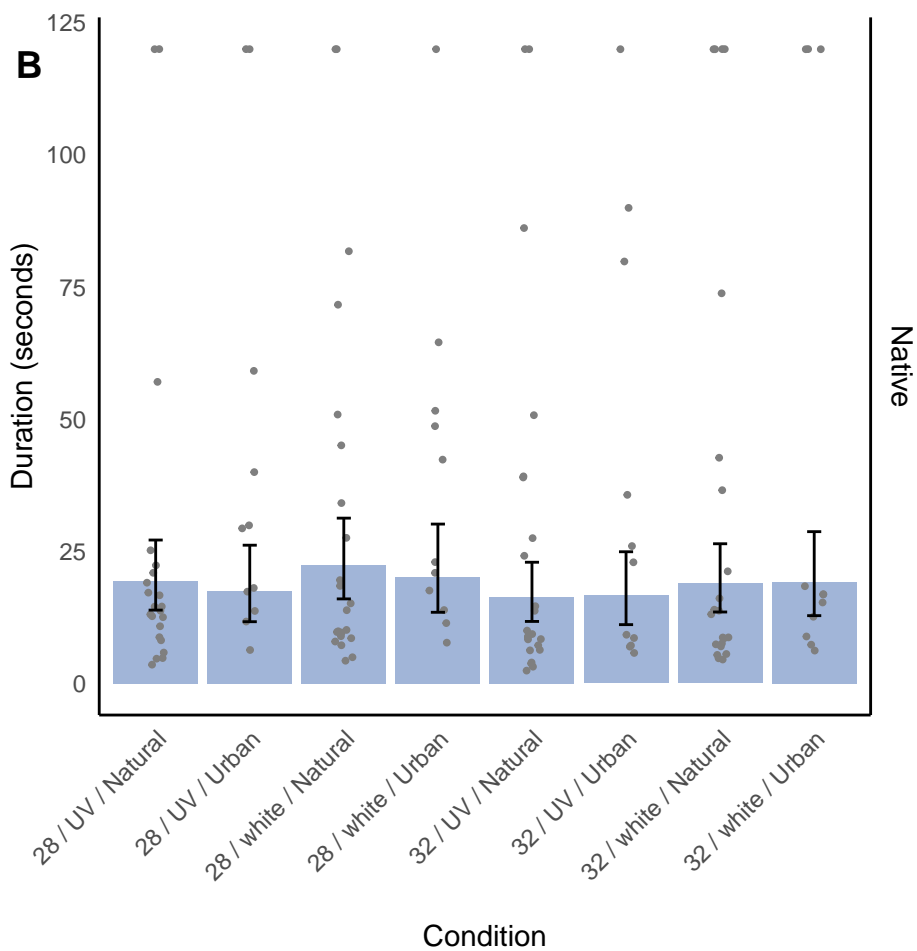 B
Duration (seconds)
125
100
75
50
25
0
Native
28 / UV / Natural
28 / UV / Urban
28 / white / Natural
28 / white / Urban
32 / UV / Natural
32 / UV / Urban
32 / white / Natural
32 / white / Urban
Condition